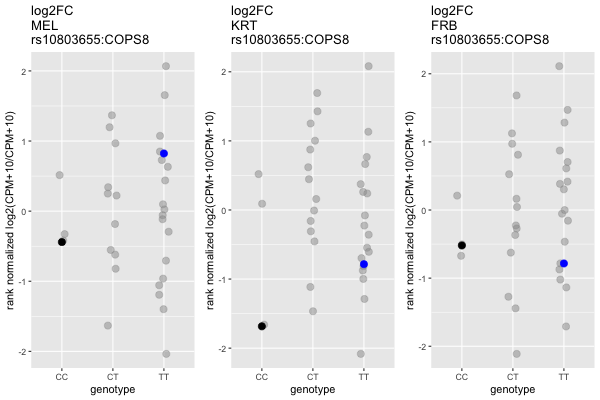 log2FC
MEL
rs10803655:COPS8
rank normalized log2(CPM+10/CPM+10)
2
1
0
-1
-2
CC CT TT
genotype
log2FC
KRT
rs10803655:COPS8
rank normalized log2(CPM+10/CPM+10)
2
1
0
-1
-2
CC CT TT
genotype
log2FC
FRB
rs10803655:COPS8
rank normalized log2(CPM+10/CPM+10)
2
1
0
-1
-2
CC CT TT
genotype